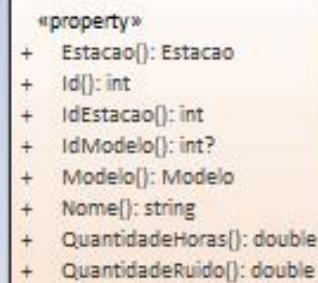 «property»
+ Estacao(): Estacao
+ Id(): int
+ IdEstacao(): int
+ IdModelo(): int?
+ Modelo(): Modelo
+ Nome(): string
+ QuantidadeHoras(): double
+ QuantidadeRuido(): double